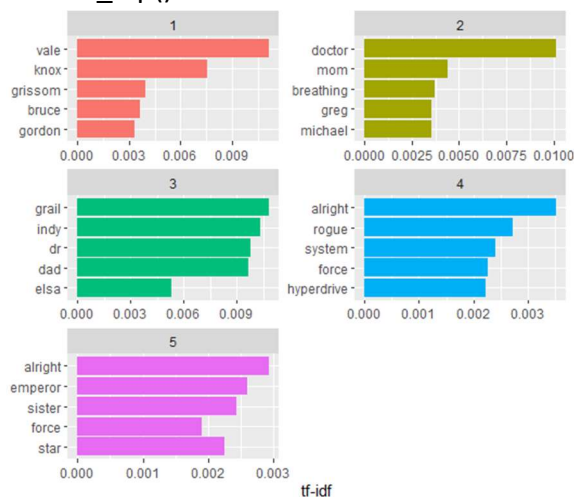 1
vale
knox
grissom
bruce
gordon
0.000 0.003 0.006 0.009
2
doctor
mom
breathing
greg
michael
0.0000 0.0025 0.0050 0.0075 0.0100
3
grail
indy
dr
dad
elsa
0.000 0.003 0.006 0.009
4
alright
rogue
system
force
hyperdrive
0.000 0.001 0.002 0.003
5
alright
emperor
sister
force
star
0.000 0.001 0.002 0.003
tf-idf